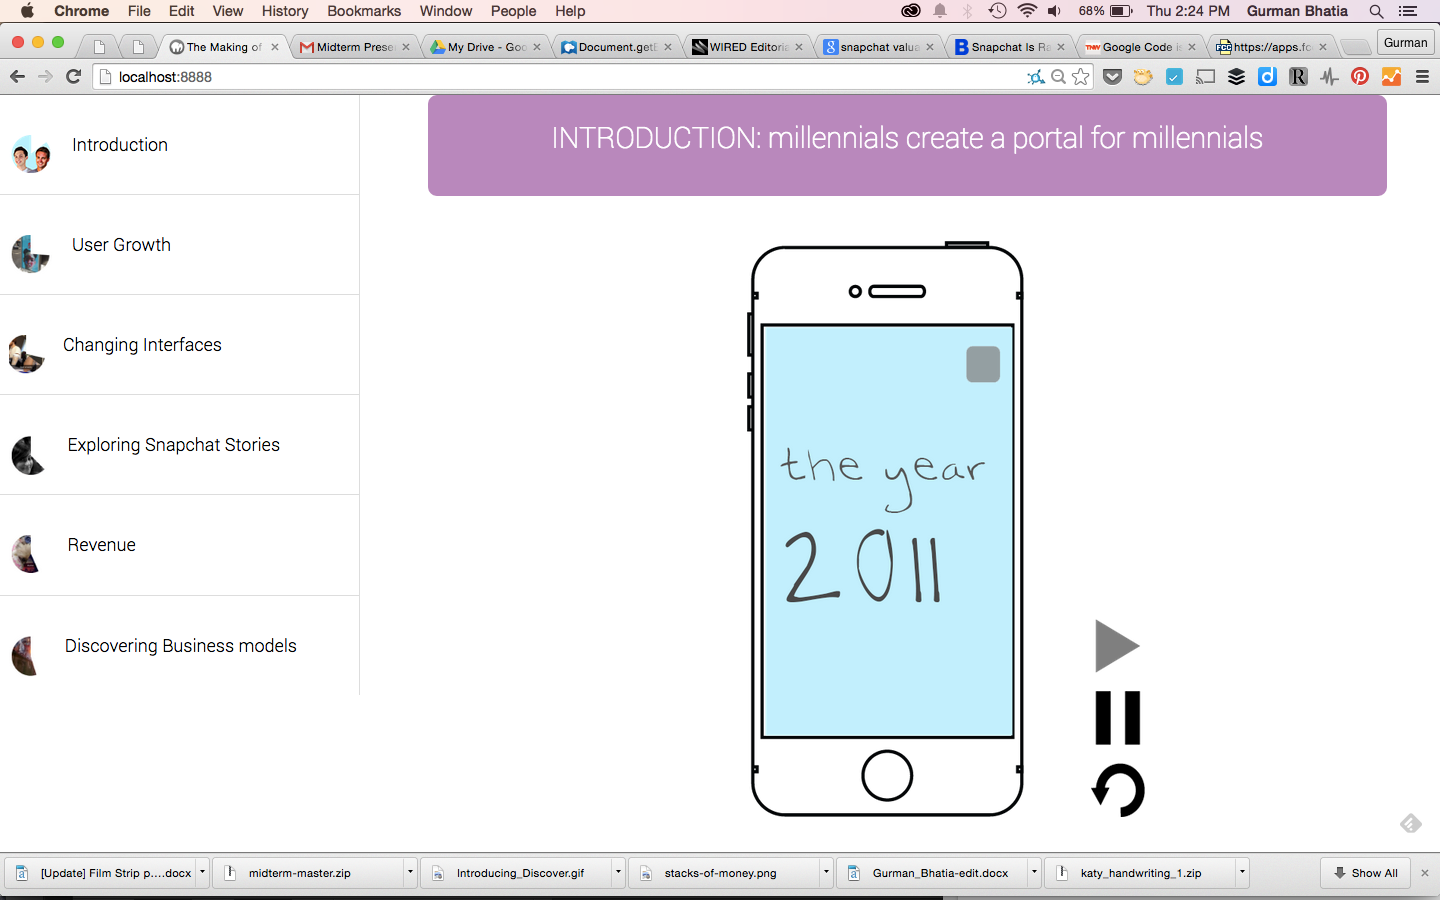 Chrome File Edit View History Bookmarks Window People Help 68% Thu 2:24 PM Gurman Bhatia
The Making of Midterm Prese My Drive - Goo Document.getE WIRED Editoria snapchat valua Snapchat Is Ra TNW Google Code is FCC https://apps.fc Gurman
localhost:8888
Introduction
User Growth
Changing Interfaces
Exploring Snapchat Stories
Revenue
Discovering Business models
INTRODUCTION: millennials create a portal for millennials
the year
2011
[Update] Film Strip p....docx midterm-master.zip Introducing_Discover.gif stacks-of-money.png Gurman_Bhatia-edit.docx katy_handwriting_1.zip Show All